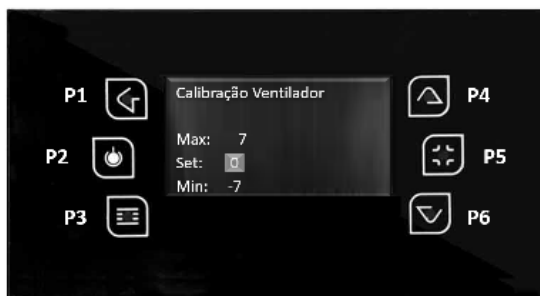 P1
Calibração Ventilador
P4
Max: 7
P2
Set: 0
P5
Min: -7
P3
P6